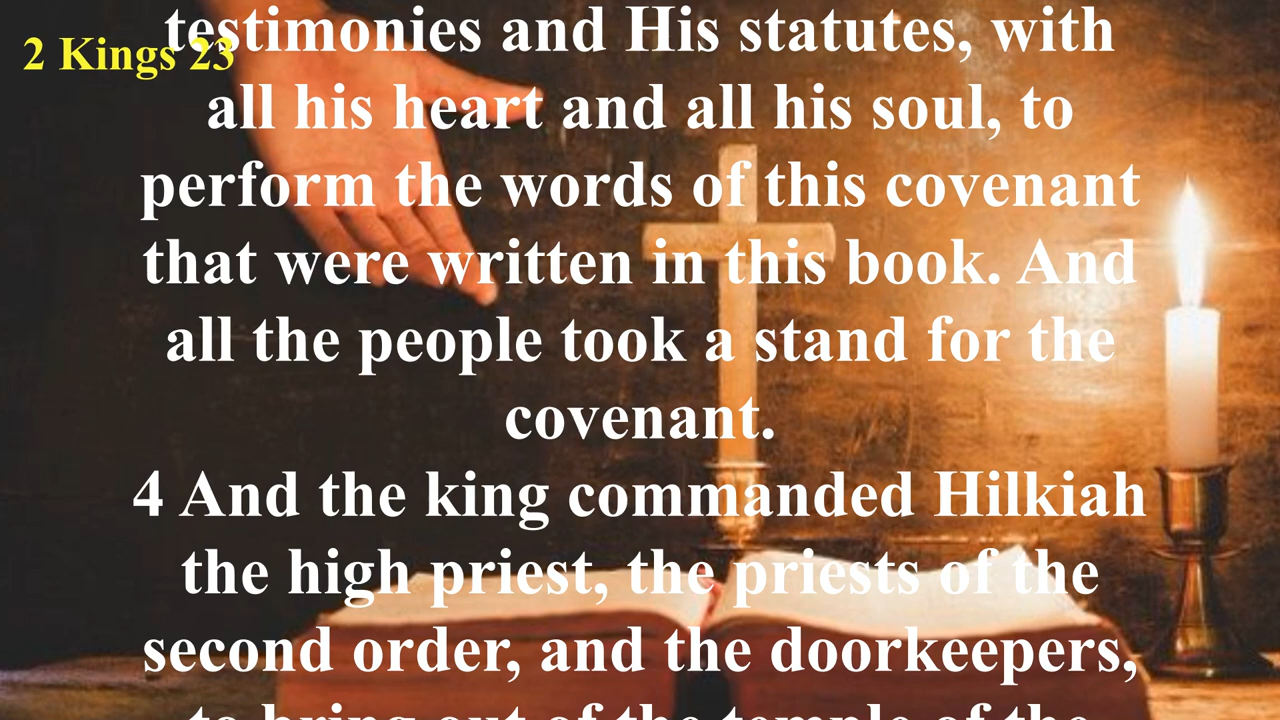 testimonies and His statutes, with
2 Kings 23
all his heart and all his soul, to
perform the words of this covenant
that were written in this book. And
all the people took a stand for the
covenant.
4 And the king commanded Hilkiah
the high priest, the priests of the
second order, and the doorkeepers,
to bring out of the temple of the